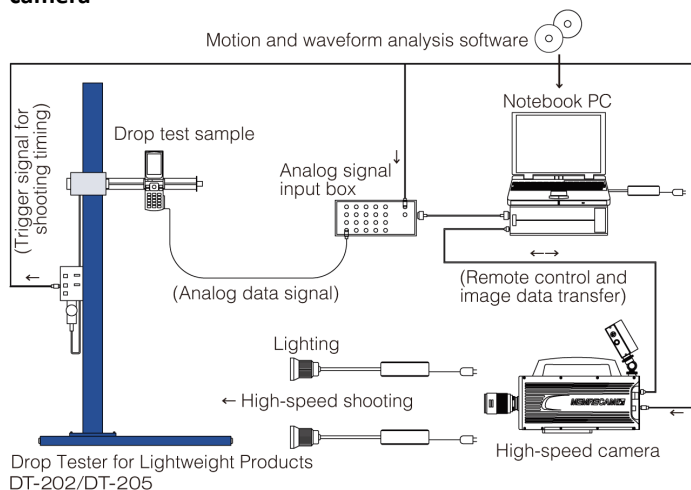 camera
Motion and waveform analysis software
Notebook PC
Drop test sample
Analog signal
input box
(Trigger signal for
shooting timing)
↓
↓
←
←→
(Analog data signal)
(Remote control and
image data transfer)
Lighting
← High-speed shooting
MEMRECAM
←
High-speed camera
Drop Tester for Lightweight Products
DT-202/DT-205